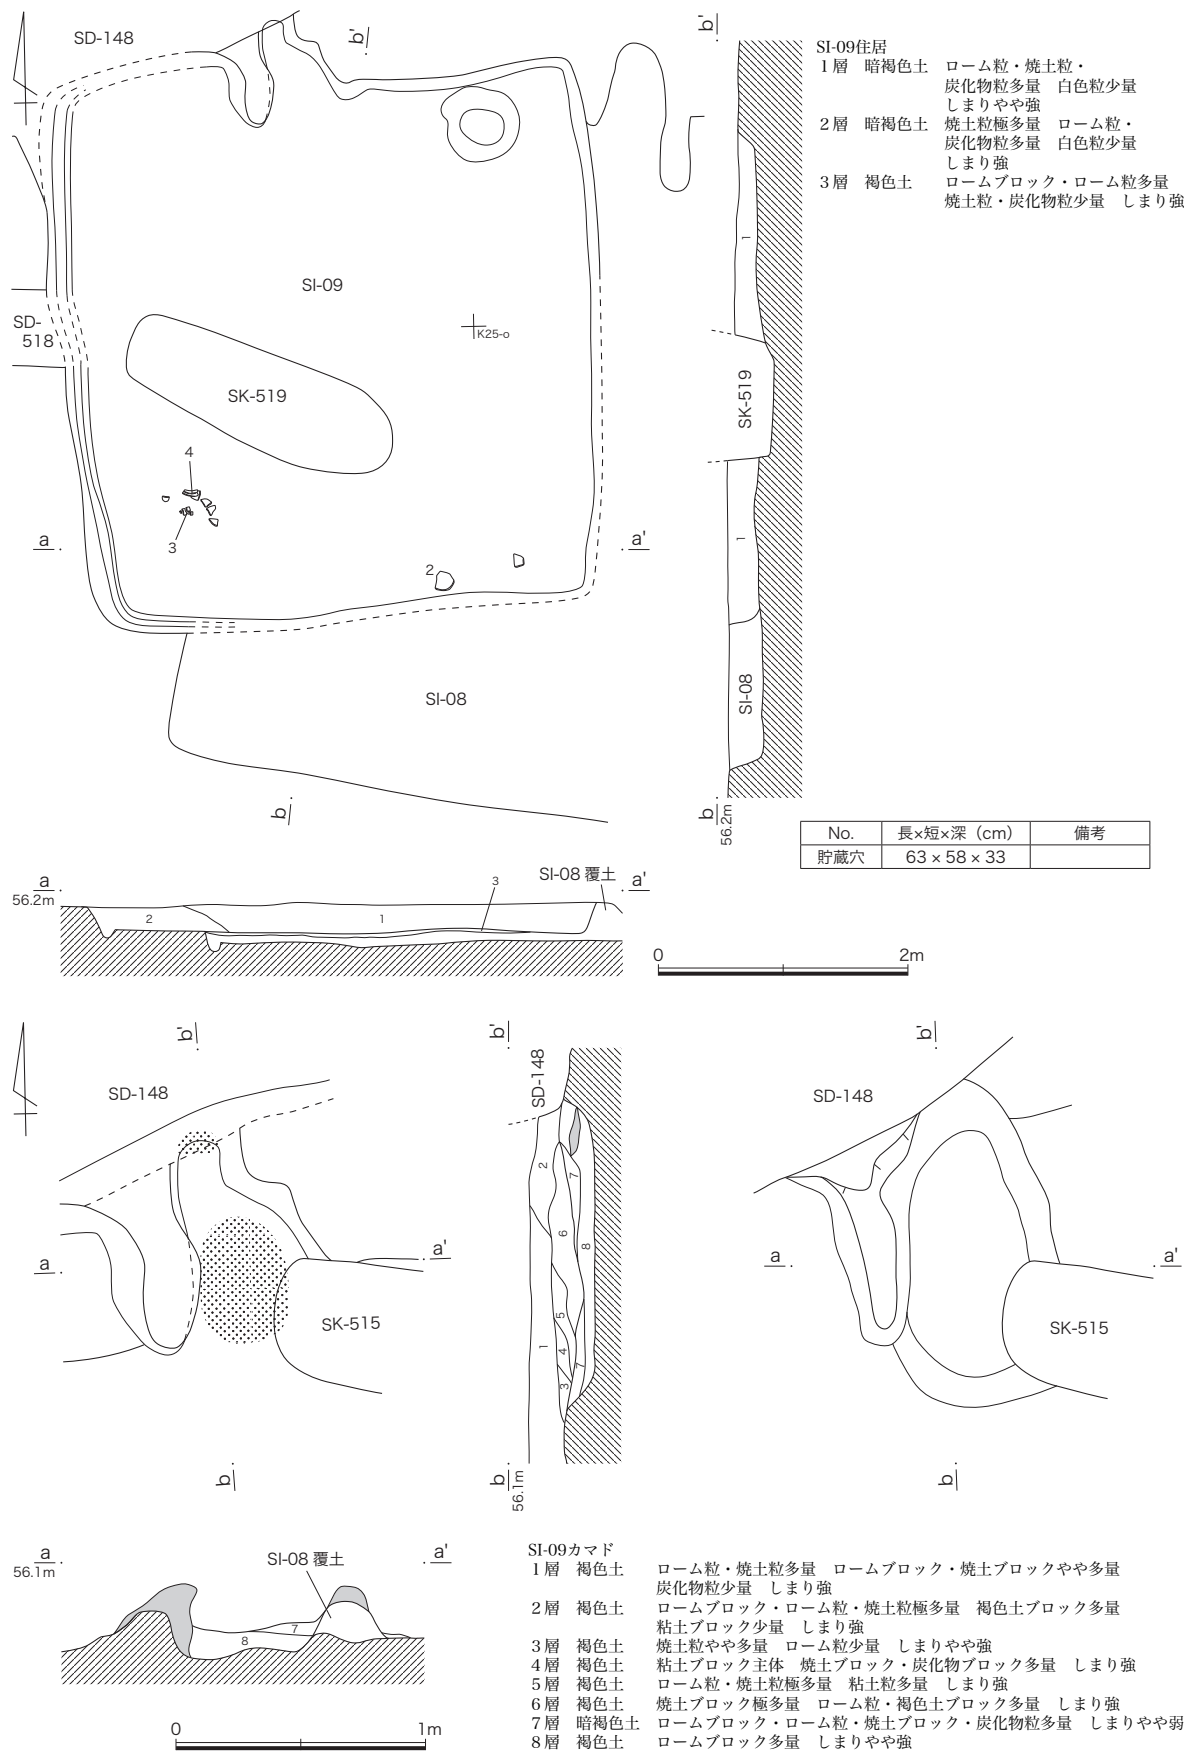 SD-148
b'
SI-09
SD-
518
K25-o
SK-519
4
3
a
a'
2
SI-08
b
b'
1
SK-519
1
SI-08
b
56.2m
SI-09住居
1層 暗褐色土 ローム粒・焼土粒・
炭化物粒多量 白色粒少量
しまりやや強
2層 暗褐色土 焼土粒極多量 ローム粒・
炭化物粒多量 白色粒少量
しまり強
3層 褐色土 ロームブロック・ローム粒多量
焼土粒・炭化物粒少量 しまり強
No. 長×短×深（cm） 備考
貯蔵穴 63 × 58 × 33
a
56.2m
3
SI-08 覆土
a'
2
1
0 2m
b'
SD-148
a
a'
SK-515
b
b'
SD-148
2
7
6
8
5
1
4
7
3
b
56.1m
b'
SD-148
a
a'
SK-515
b
a
56.1m
SI-08 覆土
a'
7
8
0 1m
SI-09カマド
1層 褐色土 ローム粒・焼土粒多量 ロームブロック・焼土ブロックやや多量
炭化物粒少量 しまり強
2層 褐色土 ロームブロック・ローム粒・焼土粒極多量 褐色土ブロック多量
粘土ブロック少量 しまり強
3層 褐色土 焼土粒やや多量 ローム粒少量 しまりやや強
4層 褐色土 粘土ブロック主体 焼土ブロック・炭化物ブロック多量 しまり強
5層 褐色土 ローム粒・焼土粒極多量 粘土粒多量 しまり強
6層 褐色土 焼土ブロック極多量 ローム粒・褐色土ブロック多量 しまり強
7層 暗褐色土 ロームブロック・ローム粒・焼土ブロック・炭化物粒多量 しまりやや弱
8層 褐色土 ロームブロック多量 しまりやや強